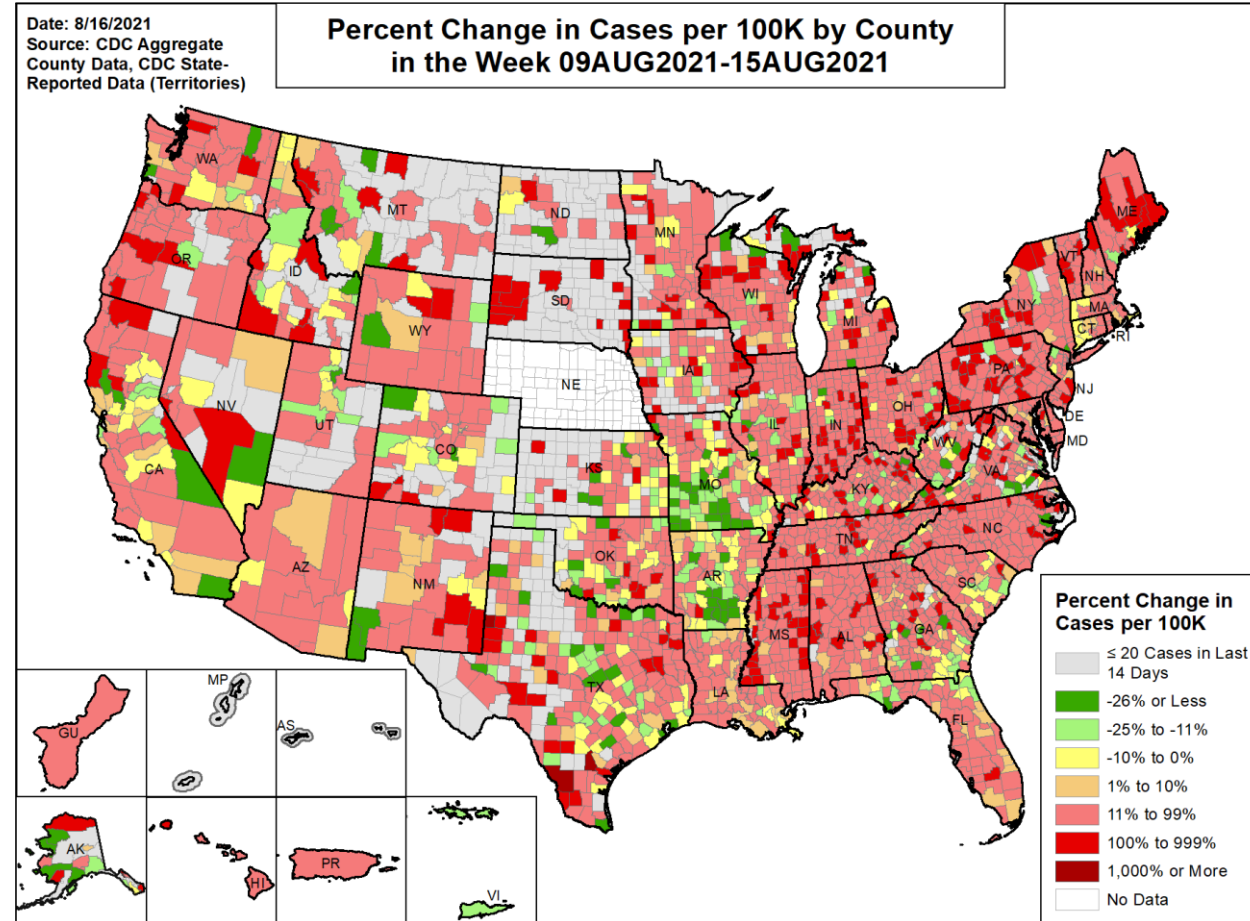 Date: 8/16/2021
Source: CDC Aggregate
County Data, CDC State-
Reported Data (Territories)
Percent Change in Cases per 100K by County
in the Week 09AUG2021-15AUG2021
WA
MT
ND
MN
ME
OR
ID
SD
WI
VT
NH
NY
MA
MI
WY
CT
RI
NE
IA
PA
NJ
NV
UT
CO
IL
IN
OH
DE
WV
MD
VA
CA
KS
MO
KY
AZ
NM
OK
AR
TN
NC
SC
MS
AL
GA
TX
LA
FL
GU
MP
AS
AK
HI
PR
VI
Percent Change in
Cases per 100K
≤ 20 Cases in Last
14 Days
-26% or Less
-25% to -11%
-10% to 0%
1% to 10%
11% to 99%
100% to 999%
1,000% or More
No Data